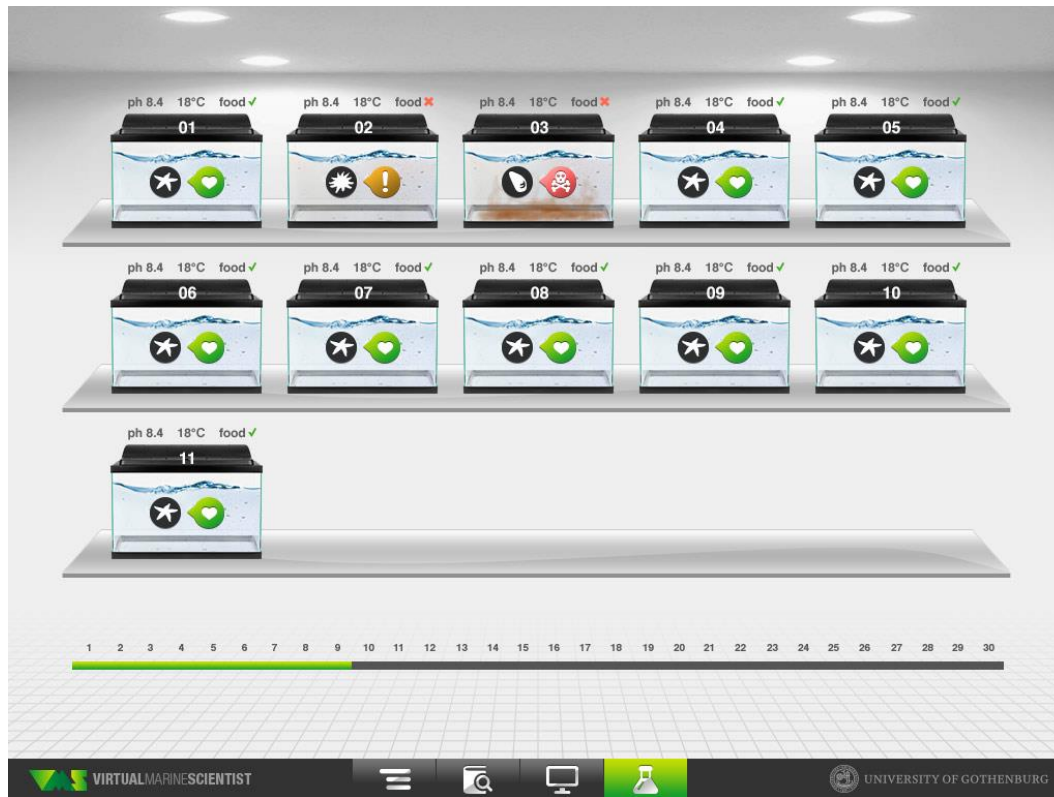 ph 8.4 18°C food ✓ ph 8.4 18°C food ✖ ph 8.4 18°C food ✖ ph 8.4 18°C food ✓ ph 8.4 18°C food ✓
01 02 03 04 05
ph 8.4 18°C food ✓ ph 8.4 18°C food ✓ ph 8.4 18°C food ✓ ph 8.4 18°C food ✓ ph 8.4 18°C food ✓
06 07 08 09 10
ph 8.4 18°C food ✓
11
1 2 3 4 5 6 7 8 9 10 11 12 13 14 15 16 17 18 19 20 21 22 23 24 25 26 27 28 29 30
VMS VIRTUALMARINESCIENTIST UNIVERSITY OF GOTHENBURG